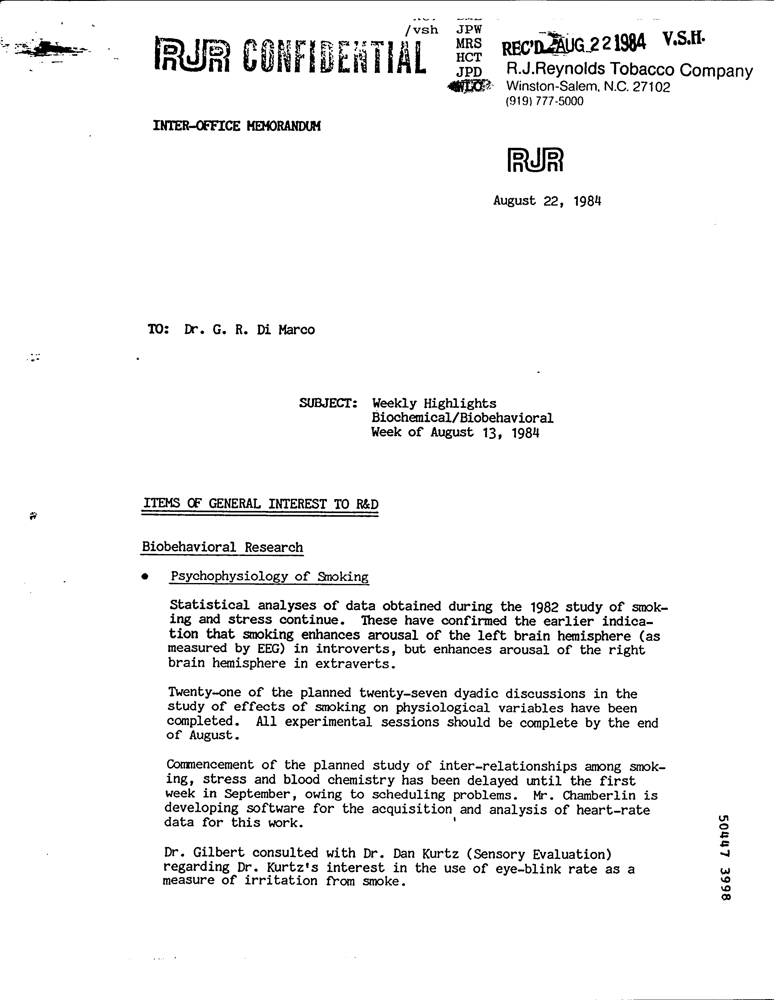 /vsh
JPW
MRS
HCT
JPD
RJR CONFIDENTIAL
REC'D AUG 22 1984 V.S.H.
R.J.Reynolds Tobacco Company
Winston-Salem, N.C. 27102
(919) 777-5000
INTER-OFFICE MEMORANDUM
RJR
August 22, 1984
TO: Dr. G. R. Di Marco
SUBJECT: Weekly Highlights
Biochemical/Biobehavioral
Week of August 13, 1984
ITEMS OF GENERAL INTEREST TO R&D
Biobehavioral Research
● Psychophysiology of Smoking
Statistical analyses of data obtained during the 1982 study of smok-
ing and stress continue. These have confirmed the earlier indica-
tion that smoking enhances arousal of the left brain hemisphere (as
measured by EEG) in introverts, but enhances arousal of the right
brain hemisphere in extraverts.
Twenty-one of the planned twenty-seven dyadic discussions in the
study of effects of smoking on physiological variables have been
completed. All experimental sessions should be complete by the end
of August.
Commencement of the planned study of inter-relationships among smok-
ing, stress and blood chemistry has been delayed until the first
week in September, owing to scheduling problems. Mr. Chamberlin is
developing software for the acquisition and analysis of heart-rate
data for this work.
Dr. Gilbert consulted with Dr. Dan Kurtz (Sensory Evaluation)
regarding Dr. Kurtz's interest in the use of eye-blink rate as a
measure of irritation from smoke.
50447 3998